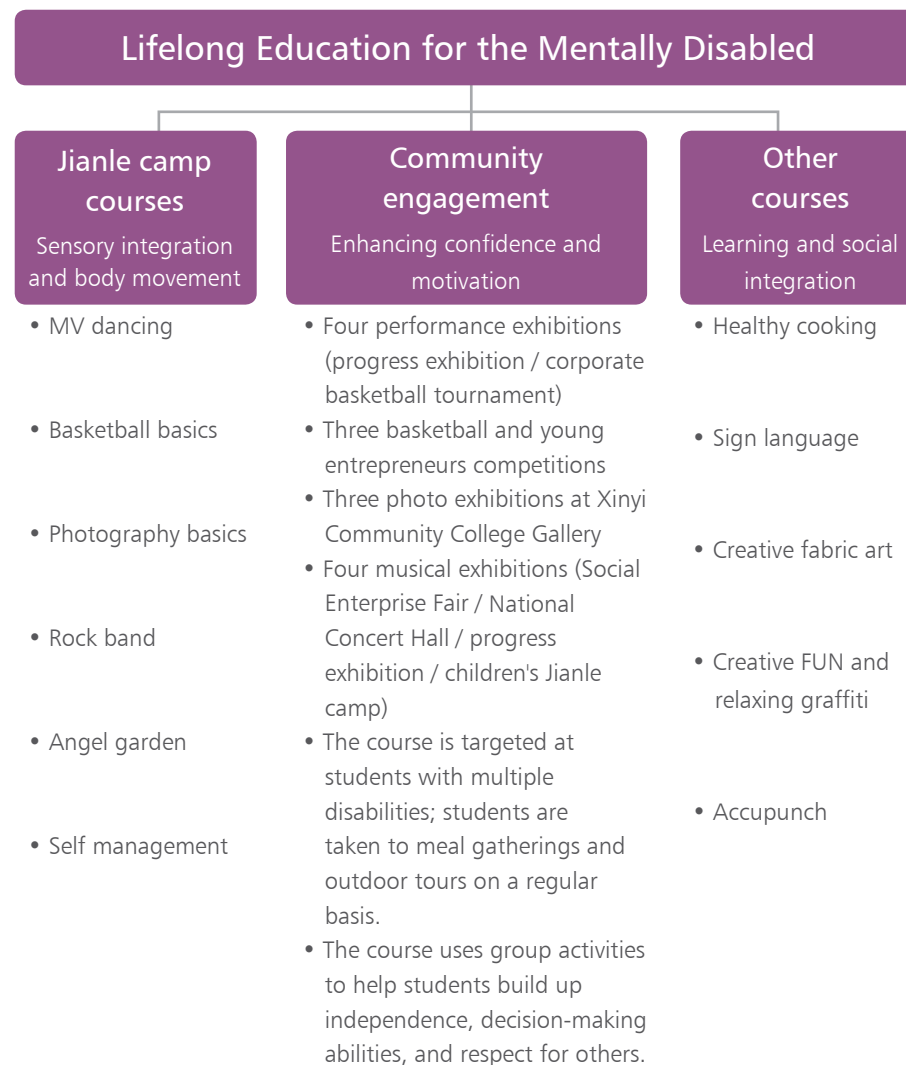 Lifelong Education for the Mentally Disabled
Jianle camp
courses
Sensory integration
and body movement
• MV dancing
• Basketball basics
• Photography basics
• Rock band
• Angel garden
• Self management
Community
engagement
Enhancing confidence and
motivation
• Four performance exhibitions
(progress exhibition / corporate
basketball tournament)
• Three basketball and young
entrepreneurs competitions
• Three photo exhibitions at Xinyi
Community College Gallery
• Four musical exhibitions (Social
Enterprise Fair / National
Concert Hall / progress
exhibition / children's Jianle
camp)
• The course is targeted at
students with multiple
disabilities; students are
taken to meal gatherings and
outdoor tours on a regular
basis.
• The course uses group activities
to help students build up
independence, decision-making
abilities, and respect for others.
Other
courses
Learning and social
integration
• Healthy cooking
• Sign language
• Creative fabric art
• Creative FUN and
relaxing graffiti
• Accupunch